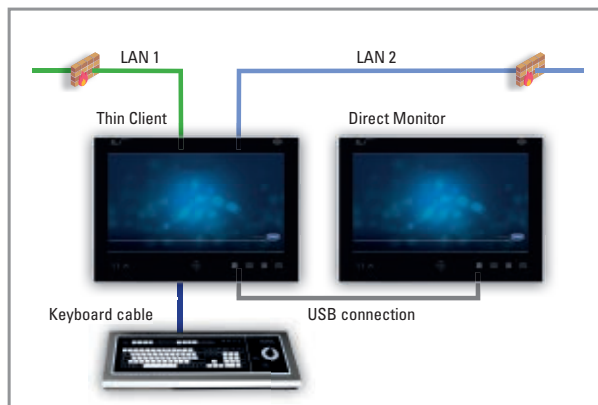 LAN 1
LAN 2
Thin Client
Direct Monitor
Keyboard cable
USB connection